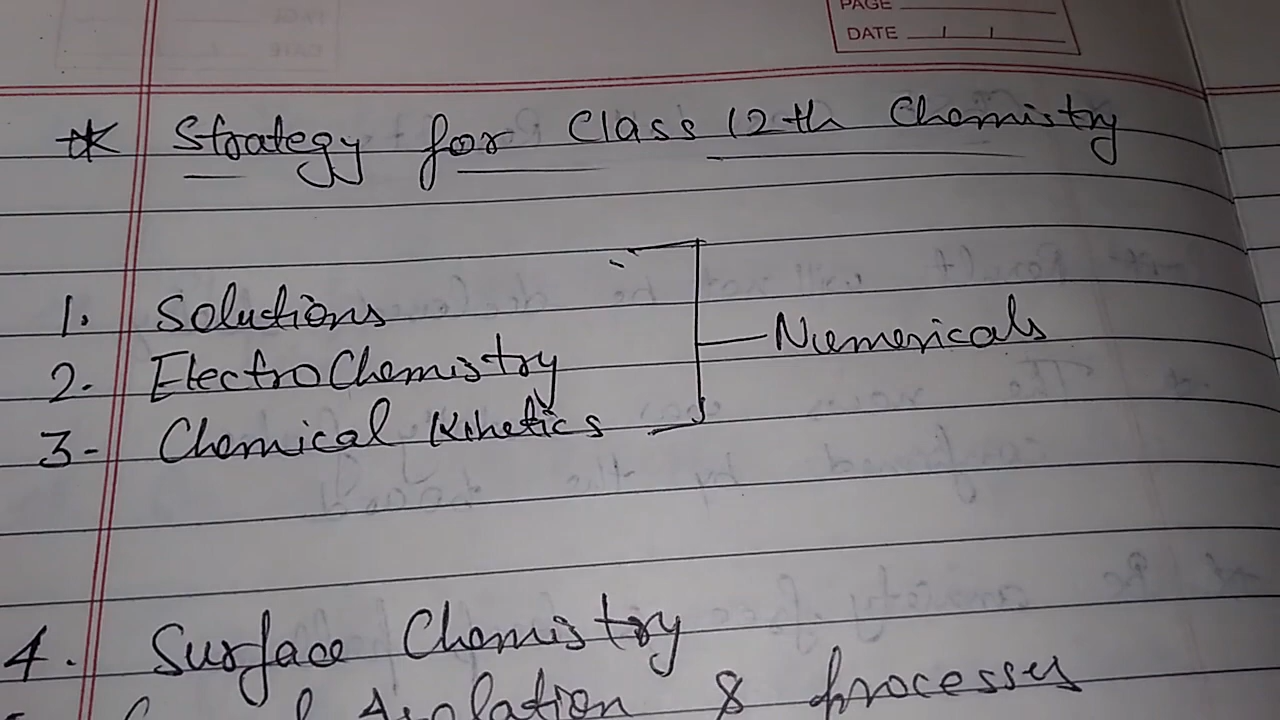 PAGE
DATE
* Strategy for Class 12th Chemistry
1. Solutions
2. ElectroChemistry
Numericals
3- Chemical Kinetics
4. Surface Chemistry
Isolation & processes